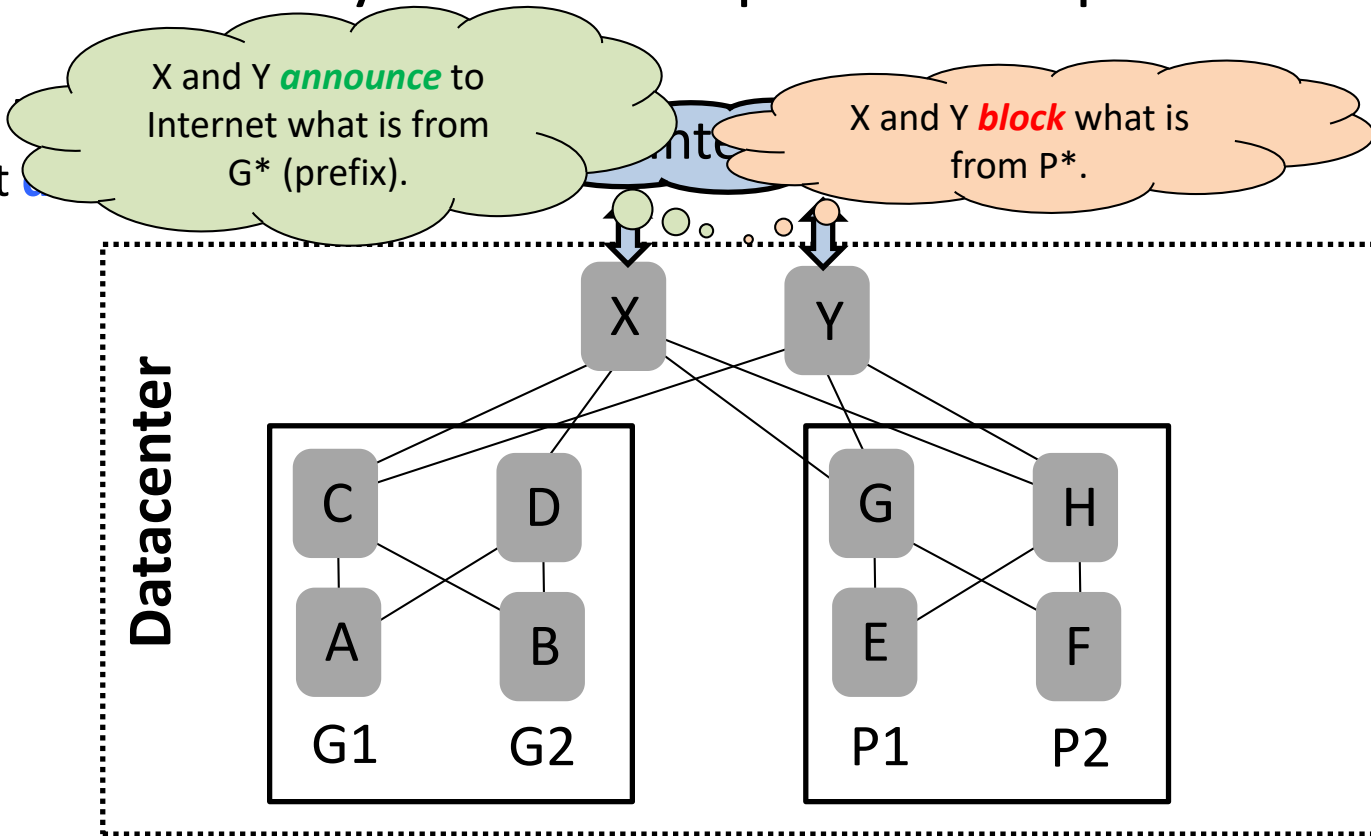 X and Y announce to
Internet what is from
G* (prefix).
X and Y block what is
from P*.
X
Y
Datacenter
C
D
G
H
A
B
E
F
G1
G2
P1
P2